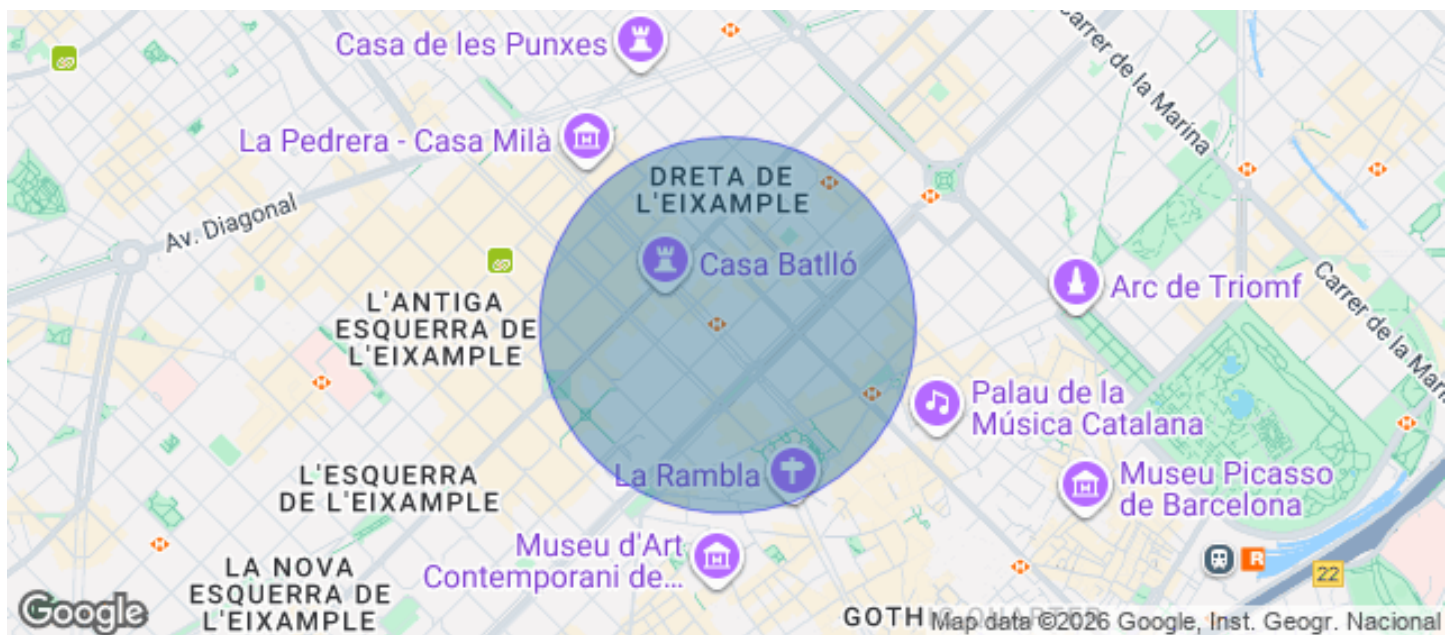 Casa de les Punxes
La Pedrera - Casa Milà
DRETA DE
L'EIXAMPLE
Carrer de la Marina
Av. Diagonal
Casa Batlló
Arc de Triomf
L'ANTIGA
ESQUERRA DE
L'EIXAMPLE
Carrer de la Mari
Palau de la
Música Catalana
L'ESQUERRA
DE L'EIXAMPLE
La Rambla
Museu Picasso
de Barcelona
Museu d'Art
Contemporani de...
LA NOVA
ESQUERRA DE
L'EIXAMPLE
R
22
Google
GOTHIC QUARTER
Map data ©2026 Google, Inst. Geogr. Nacional